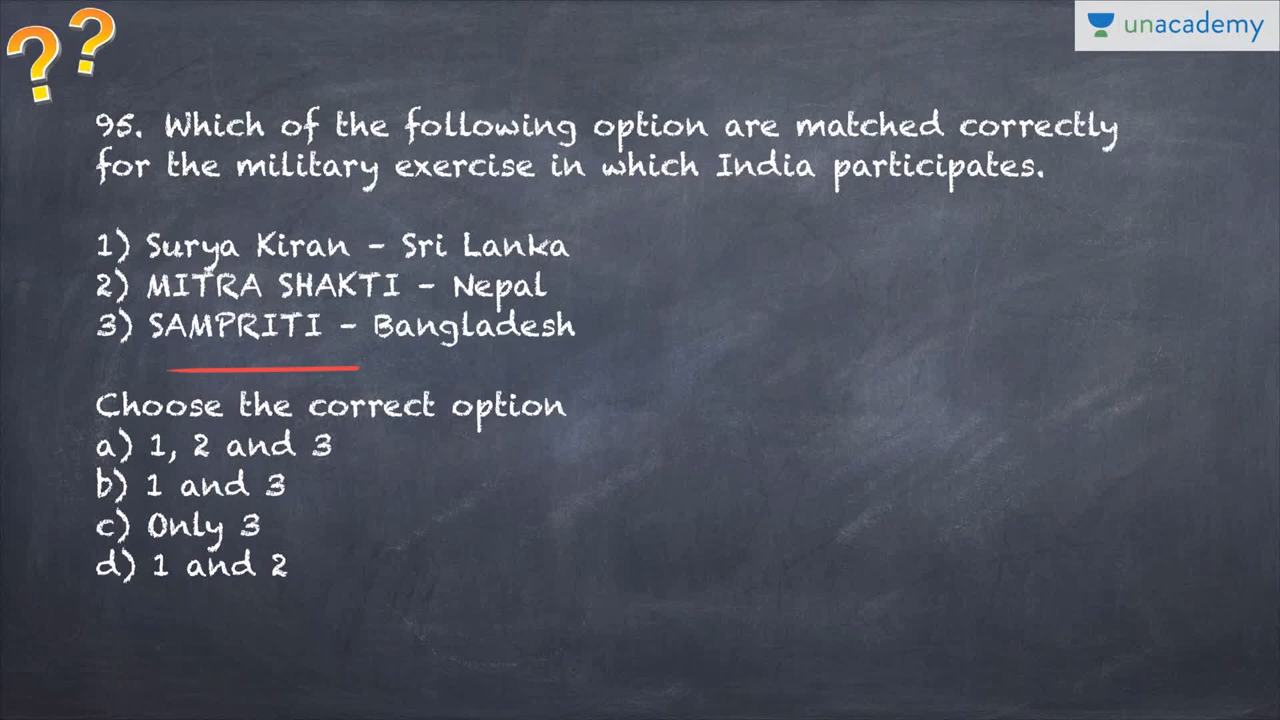 unacademy
95. Which of the following option are matched correctly
for the military exercise in which India participates.
1) Surya Kiran - Sri Lanka
2) MITRA SHAKTI - Nepal
3) SAMPRITI - Bangladesh
Choose the correct option
a) 1, 2 and 3
b) 1 and 3
c) Only 3
d) 1 and 2